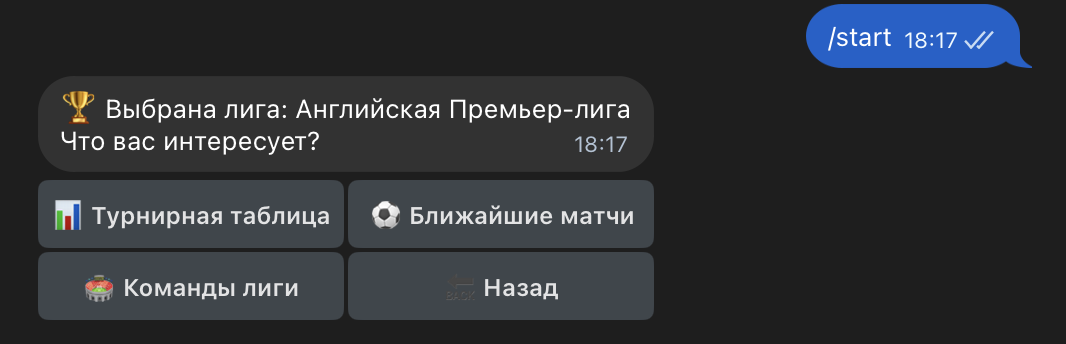 /start 18:17
🏆 Выбрана лига: Английская Премьер-лига
Что вас интересует? 18:17
📊 Турнирная таблица
⚽ Ближайшие матчи
🏟 Команды лиги
🔙 Назад